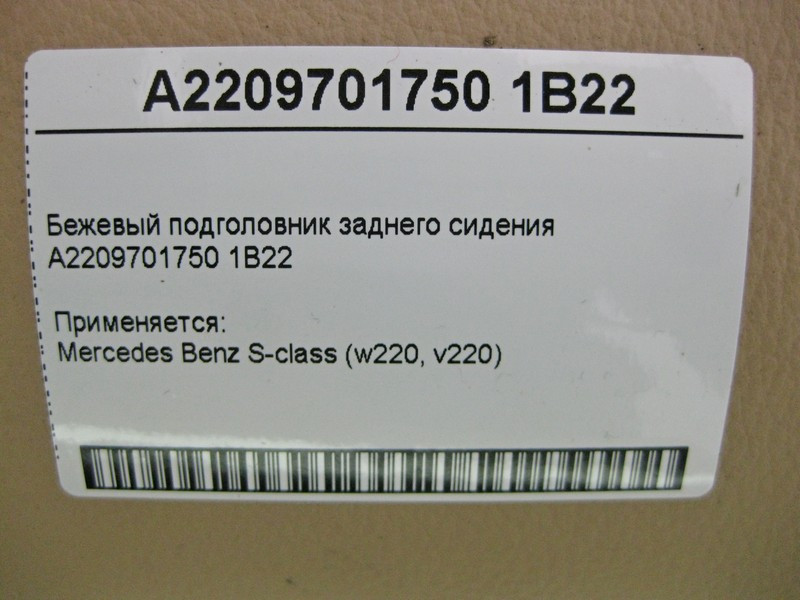 A2209701750 1B22
Бежевый подголовник заднего сидения
A2209701750 1B22
Применяется:
Mercedes Benz S-class (w220, v220)